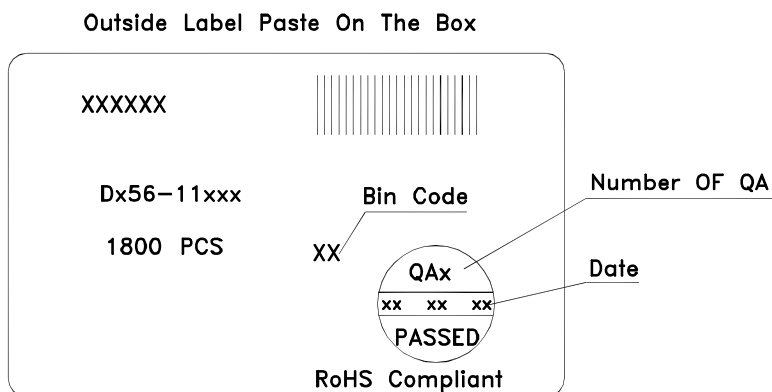 Outside Label Paste On The Box
XXXXXX
Dx56-11xxx
Bin Code
Number OF QA
1800 PCS
XX
QAx
Date
xx xx xx
PASSED
RoHS Compliant